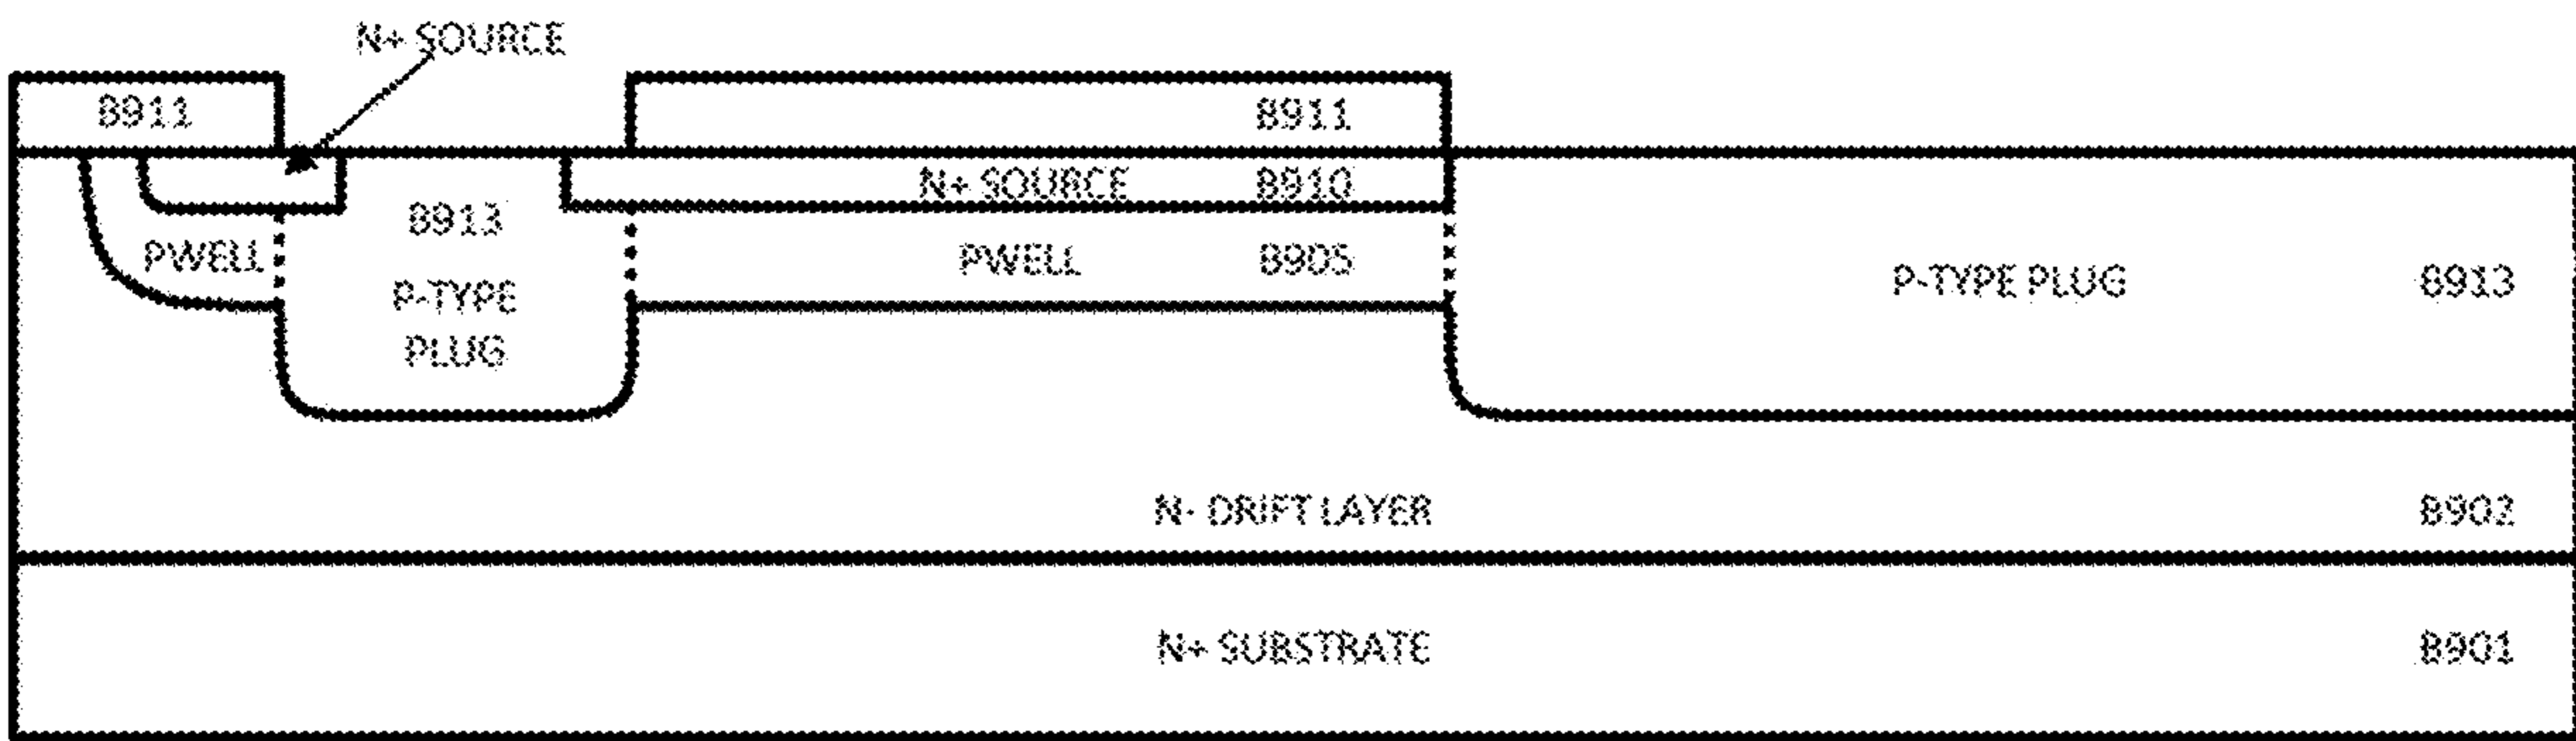 N+ SOURCE
8911
8911
N+ SOURCE 8910
8913
PWELL
PWELL 8905
P-TYPE
PLUG
P-TYPE PLUG 8913
N- DRIFT LAYER 8902
N+ SUBSTRATE 8901